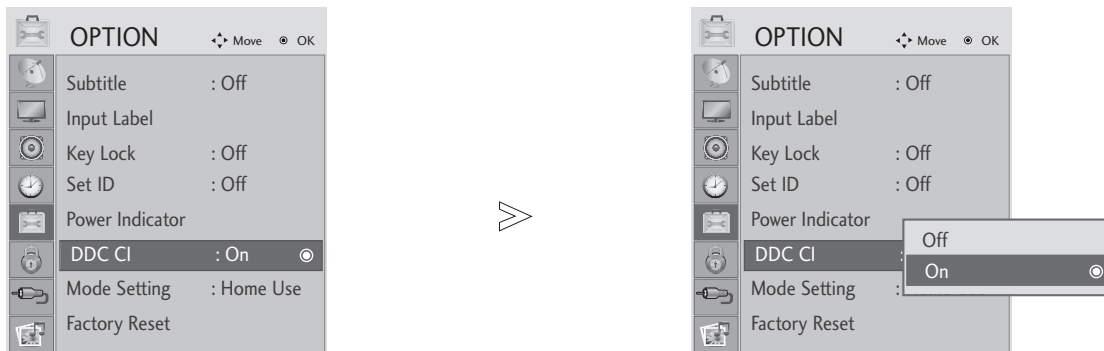 OPTION Move OK
Subtitle : Off
Input Label
Key Lock : Off
Set ID : Off
Power Indicator
DDC CI : On
Mode Setting : Home Use
Factory Reset
>
OPTION Move OK
Subtitle : Off
Input Label
Key Lock : Off
Set ID : Off
Power Indicator
DDC CI :
Mode Setting :
Factory Reset
Off
On